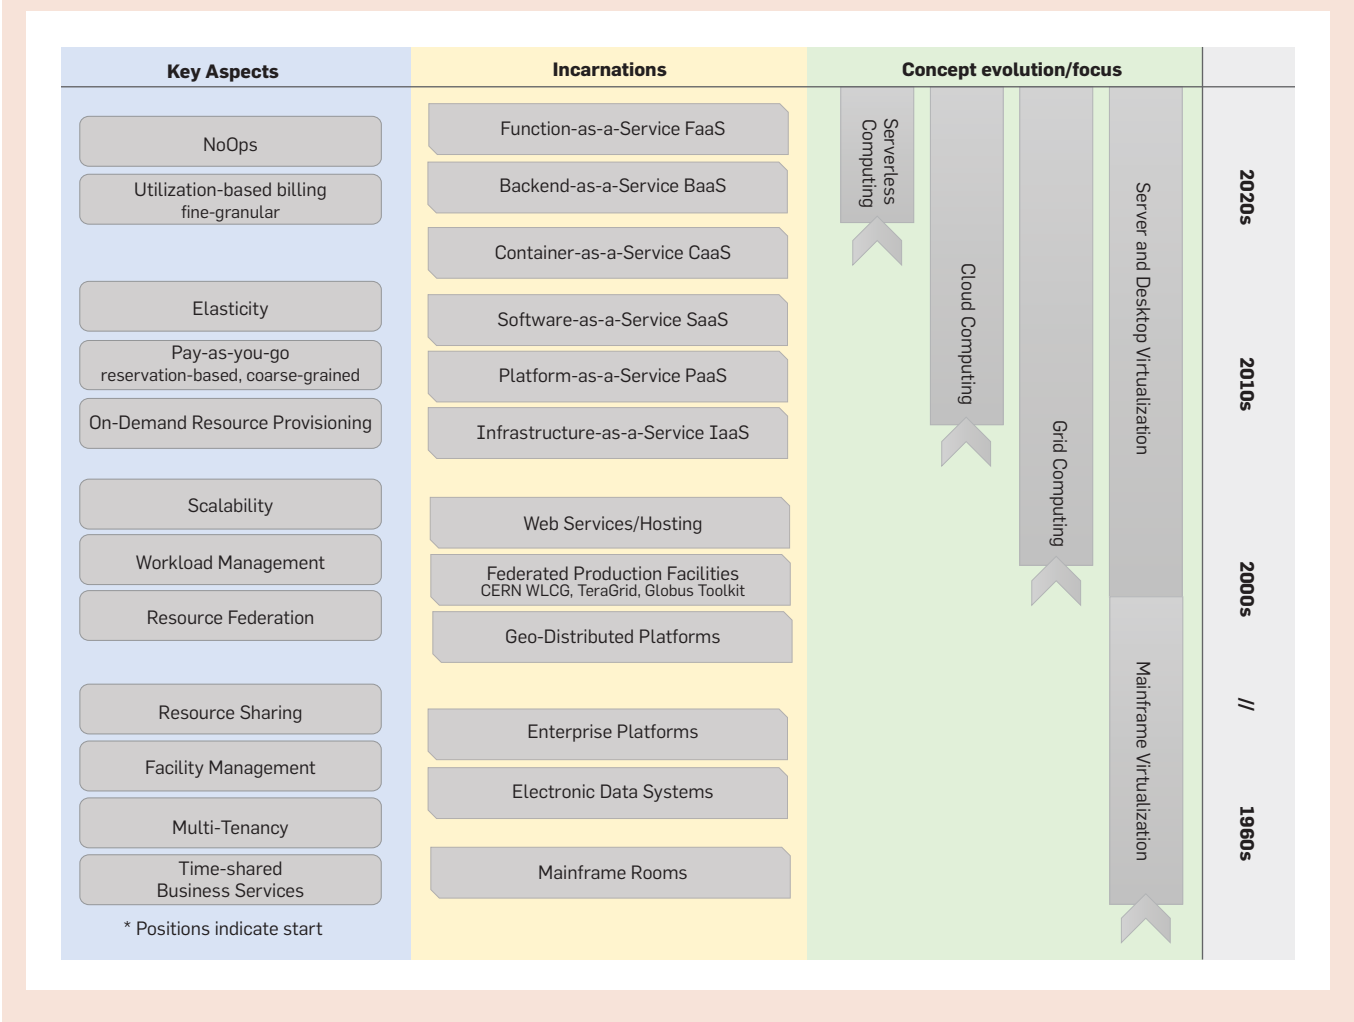 Key Aspects
Incarnations
Concept evolution/focus
NoOps
Utilization-based billing
fine-granular
Elasticity
Pay-as-you-go
reservation-based, coarse-grained
On-Demand Resource Provisioning
Scalability
Workload Management
Resource Federation
Resource Sharing
Facility Management
Multi-Tenancy
Time-shared
Business Services
* Positions indicate start
Function-as-a-Service FaaS
Backend-as-a-Service BaaS
Container-as-a-Service CaaS
Software-as-a-Service SaaS
Platform-as-a-Service PaaS
Infrastructure-as-a-Service IaaS
Web Services/Hosting
Federated Production Facilities
CERN WLCG, TeraGrid, Globus Toolkit
Geo-Distributed Platforms
Enterprise Platforms
Electronic Data Systems
Mainframe Rooms
Serverless
Computing
Cloud Computing
Grid Computing
Server and Desktop Virtualization
Mainframe Virtualization
2020s
2010s
2000s
//
1960s